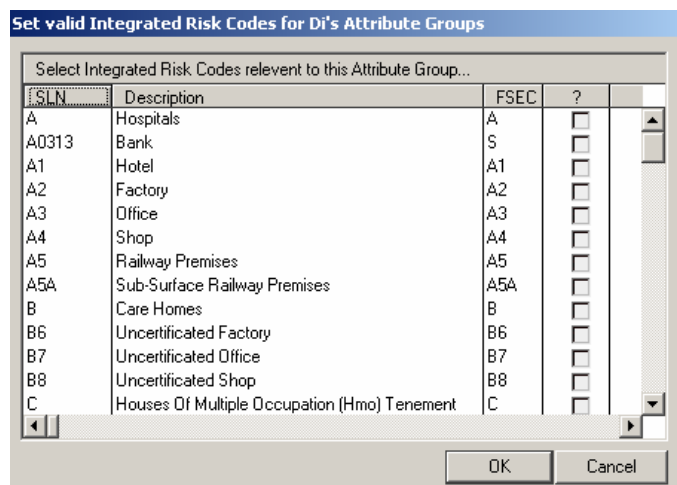 Set valid Integrated Risk Codes for Di's Attribute Groups
Select Integrated Risk Codes relevent to this Attribute Group...
SLN Description FSEC ?
A Hospitals A
A0313 Bank S
A1 Hotel A1
A2 Factory A2
A3 Office A3
A4 Shop A4
A5 Railway Premises A5
A5A Sub-Surface Railway Premises A5A
B Care Homes B
B6 Uncertificated Factory B6
B7 Uncertificated Office B7
B8 Uncertificated Shop B8
C Houses Of Multiple Occupation (Hmo) Tenement C
OK Cancel